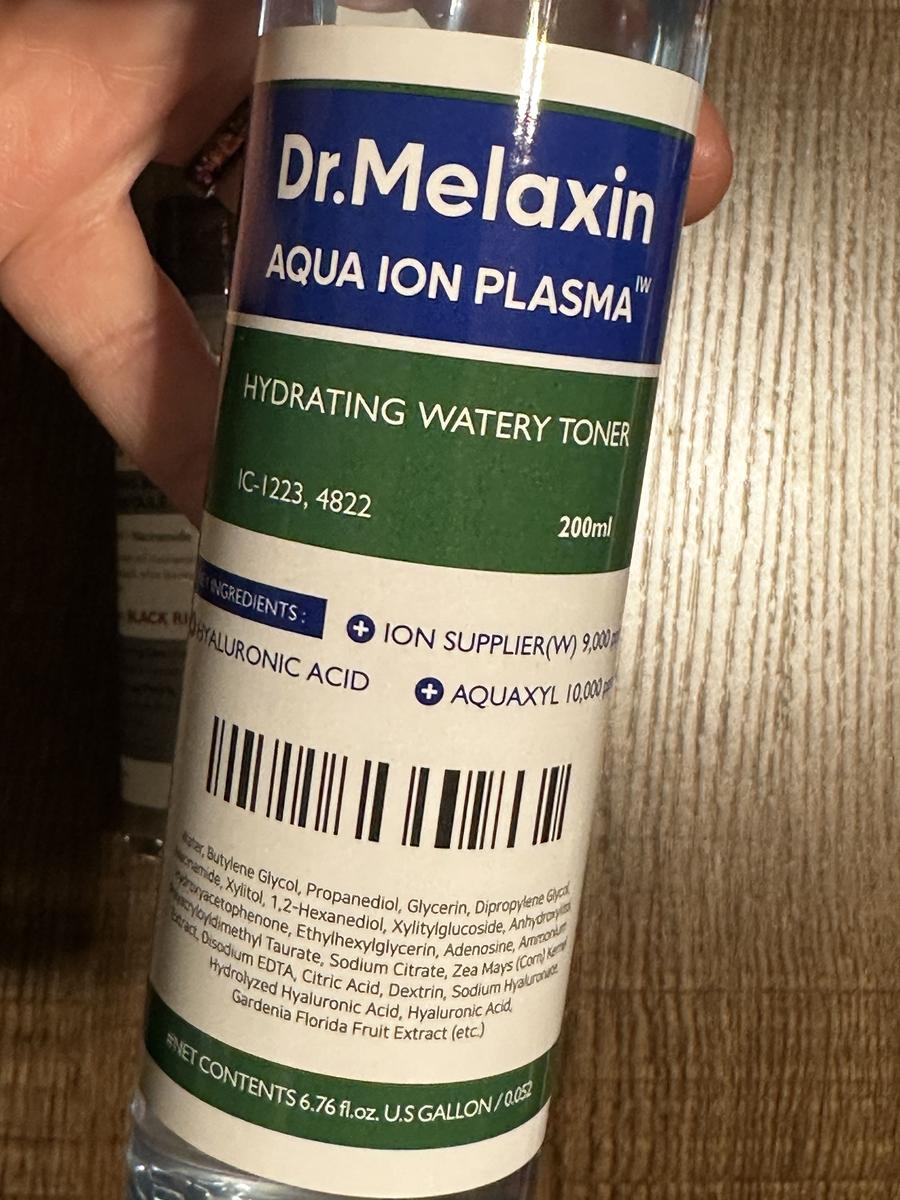 Dr.Melaxin
AQUA ION PLASMA IW
HYDRATING WATERY TONER
IC-1223, 4822
200ml
INGREDIENTS :
ION SUPPLIER(W) 9,000
HYALURONIC ACID
AQUAXYL 10,000
Water, Butylene Glycol, Propanediol, Glycerin, Dipropylene Glycol,
Niacinamide, Xylitol, 1,2-Hexanediol, Xylitylglucoside, Anhydroxylitol,
Hydroxyacetophenone, Ethylhexylglycerin, Adenosine, Ammonium
Polyacryloyldimethyl Taurate, Sodium Citrate, Zea Mays (Corn) Kernel
Extract, Disodium EDTA, Citric Acid, Dextrin, Sodium Hyaluronate,
Hydrolyzed Hyaluronic Acid, Hyaluronic Acid,
Gardenia Florida Fruit Extract (etc.)
#NET CONTENTS 6.76 fl.oz. U.S GALLON / 0.052